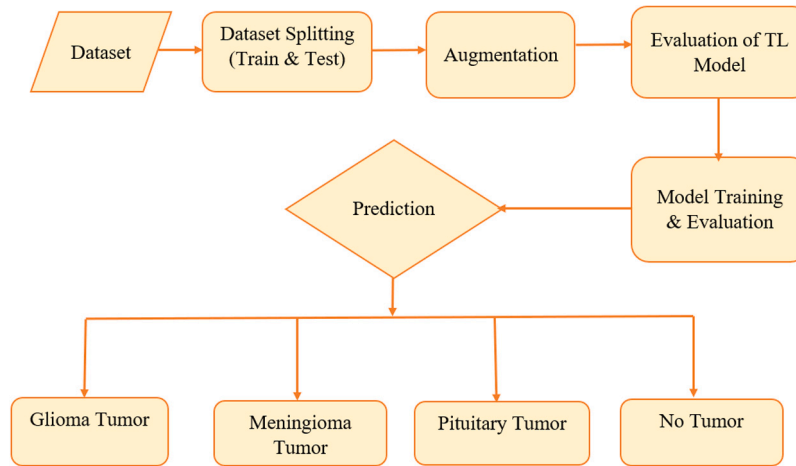 Dataset
Dataset Splitting
(Train & Test)
Augmentation
Evaluation of TL
Model
Prediction
Model Training
& Evaluation
Glioma Tumor
Meningioma
Tumor
Pituitary Tumor
No Tumor